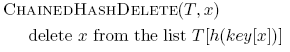 CHAINEDHASHDELETE(T, x)
delete x from the list T[h(key[x])]